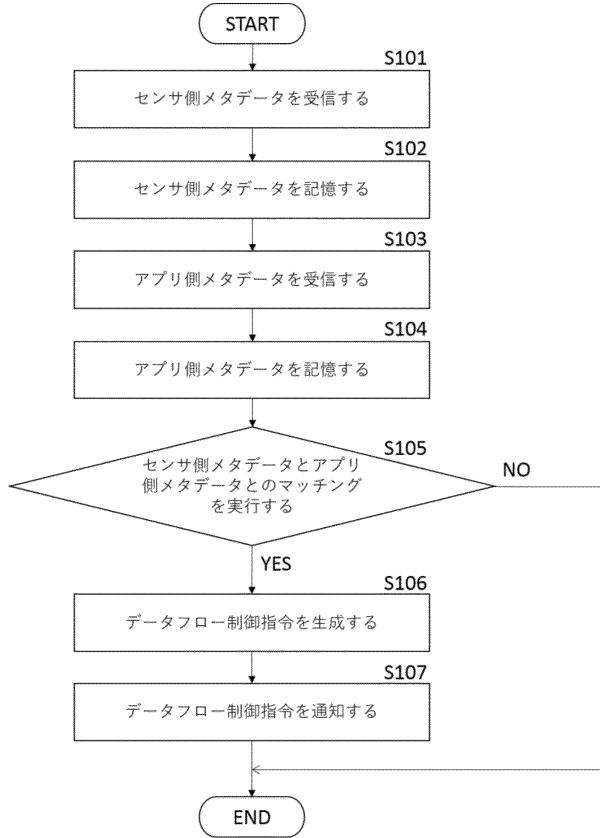 START
S101
センサ側メタデータを受信する
S102
センサ側メタデータを記憶する
S103
アプリ側メタデータを受信する
S104
アプリ側メタデータを記憶する
S105
センサ側メタデータとアプリ
側メタデータとのマッチング
を実行する
NO
YES
S106
データフロー制御指令を生成する
S107
データフロー制御指令を通知する
END